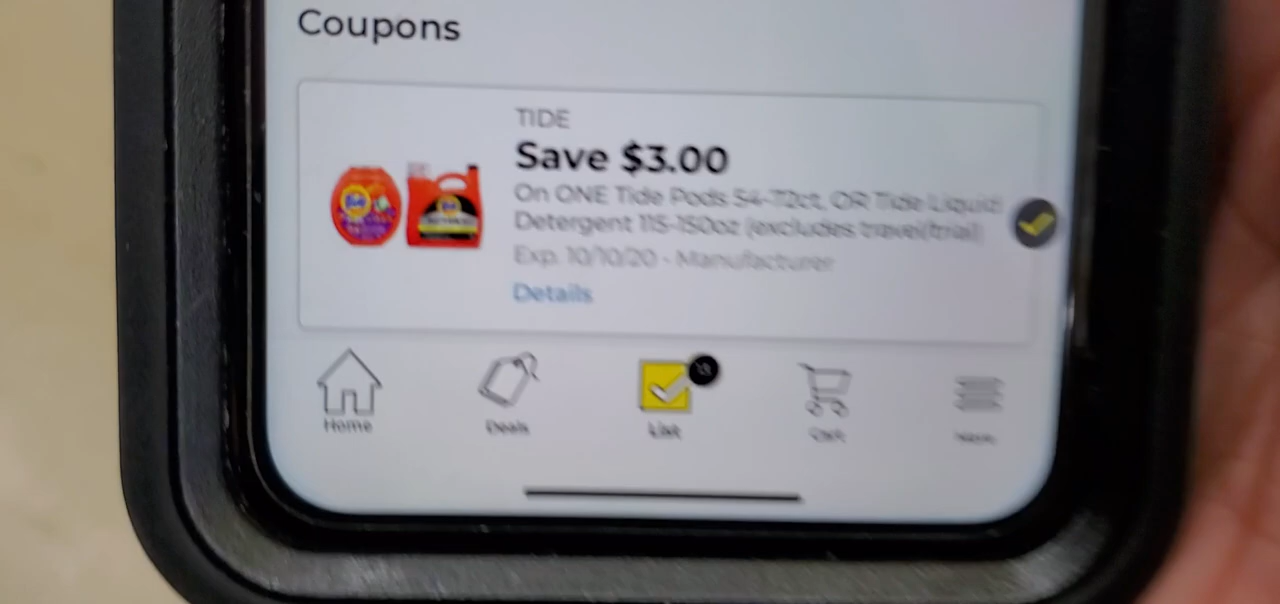 Coupons
TIDE
Save $3.00
On ONE Tide Pods 54-72ct, OR Tide Liquid
Detergent 115-150oz (excludes travel/trial)
Exp. 10/10/20 - Manufacturer
Details
Home
Deals
List
Cart